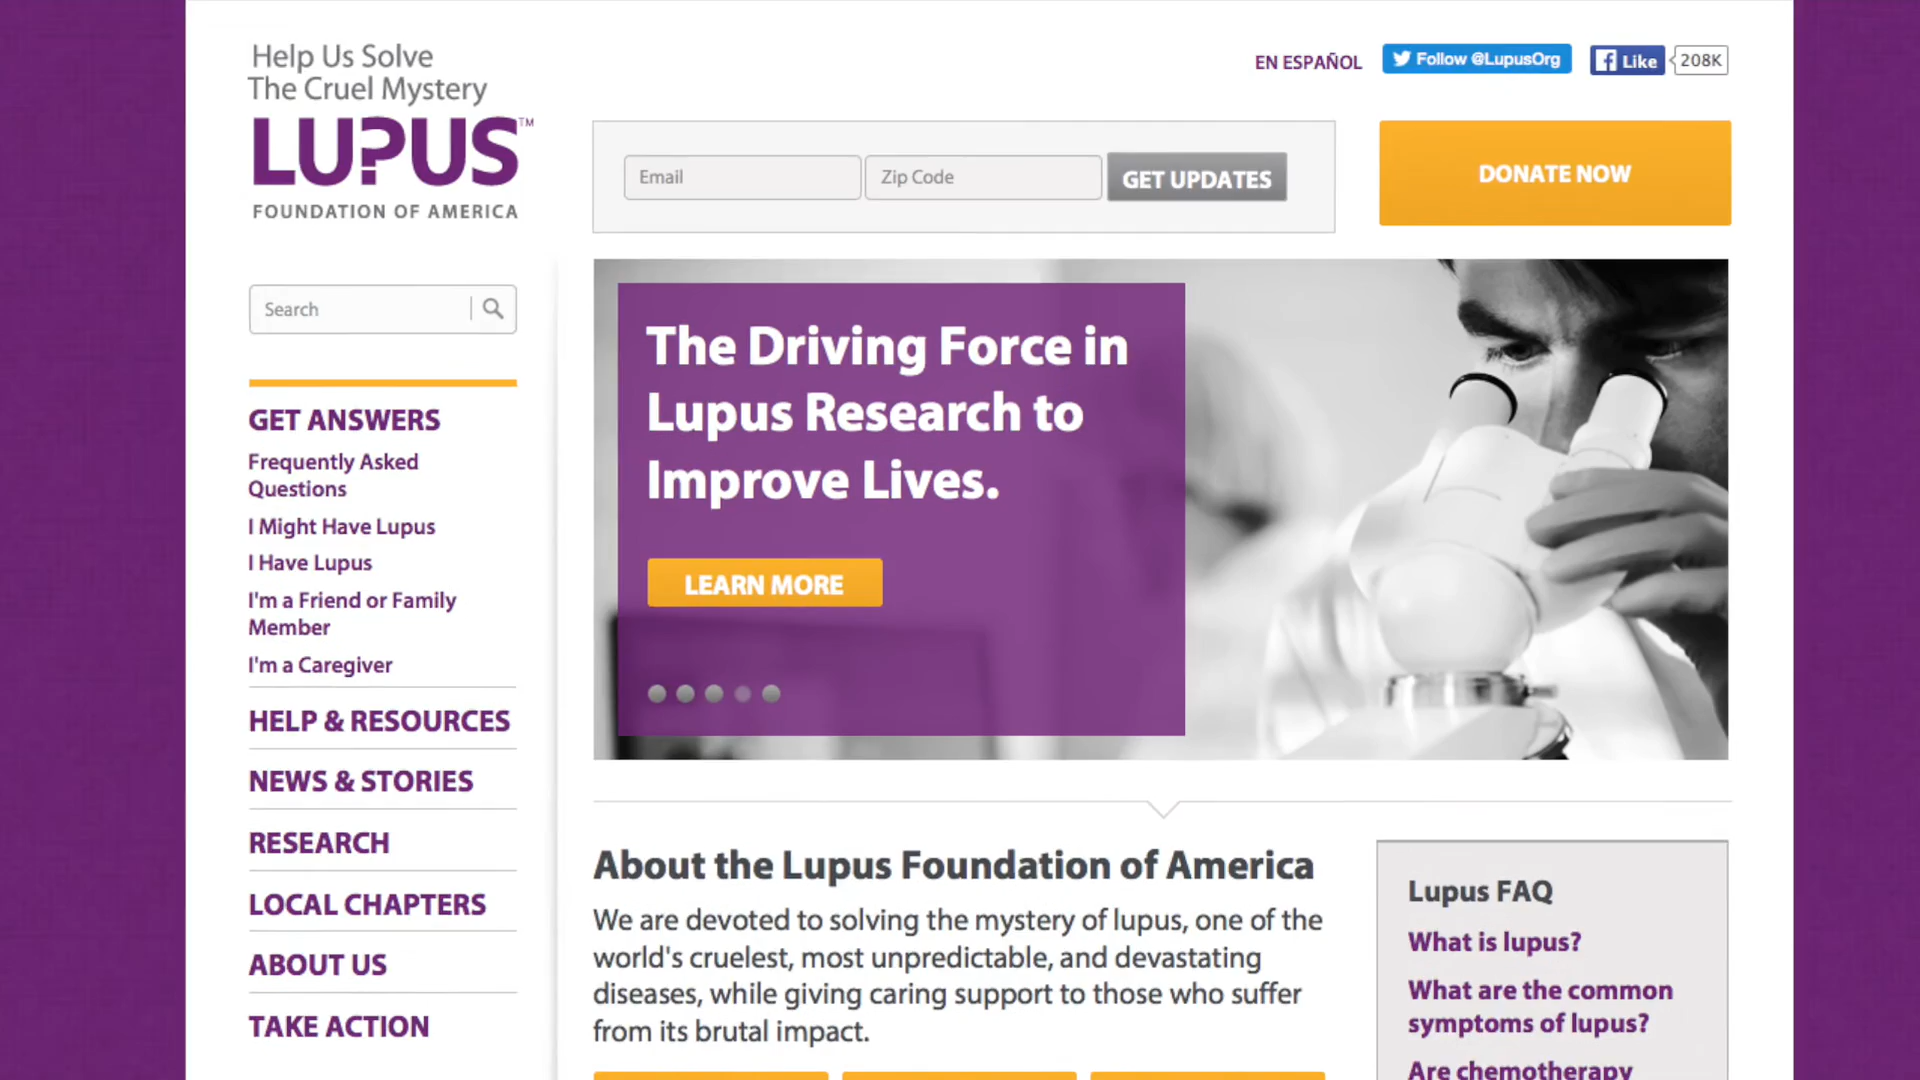 Help Us Solve
The Cruel Mystery
LUPUS™
FOUNDATION OF AMERICA
EN ESPAÑOL
Follow @LupusOrg
Like
208K
Email
Zip Code
GET UPDATES
DONATE NOW
Search
GET ANSWERS
Frequently Asked
Questions
I Might Have Lupus
I Have Lupus
I'm a Friend or Family
Member
I'm a Caregiver
HELP & RESOURCES
NEWS & STORIES
RESEARCH
LOCAL CHAPTERS
ABOUT US
TAKE ACTION
The Driving Force in
Lupus Research to
Improve Lives.
LEARN MORE
About the Lupus Foundation of America
We are devoted to solving the mystery of lupus, one of the
world's cruelest, most unpredictable, and devastating
diseases, while giving caring support to those who suffer
from its brutal impact.
Lupus FAQ
What is lupus?
What are the common
symptoms of lupus?
Are chemotherapy